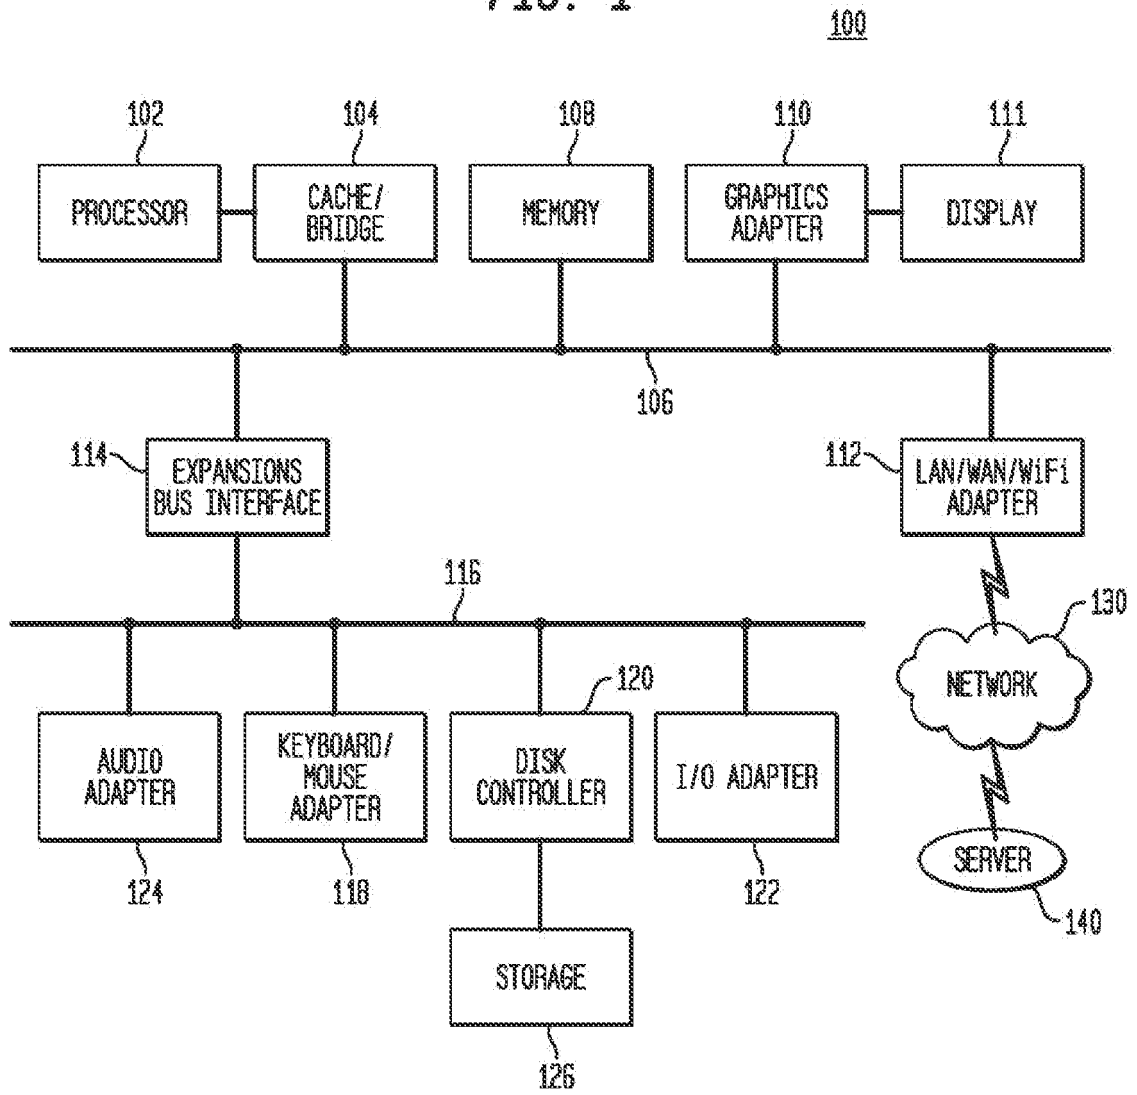 FIG. 1
100
102
104
108
110
111
PROCESSOR
CACHE/
BRIDGE
MEMORY
GRAPHICS
ADAPTER
DISPLAY
106
114
EXPANSIONS
BUS INTERFACE
112
LAN/WAN/WiFi
ADAPTER
116
130
NETWORK
120
AUDIO
ADAPTER
KEYBOARD/
MOUSE
ADAPTER
DISK
CONTROLLER
I/O ADAPTER
124
118
122
SERVER
140
STORAGE
126